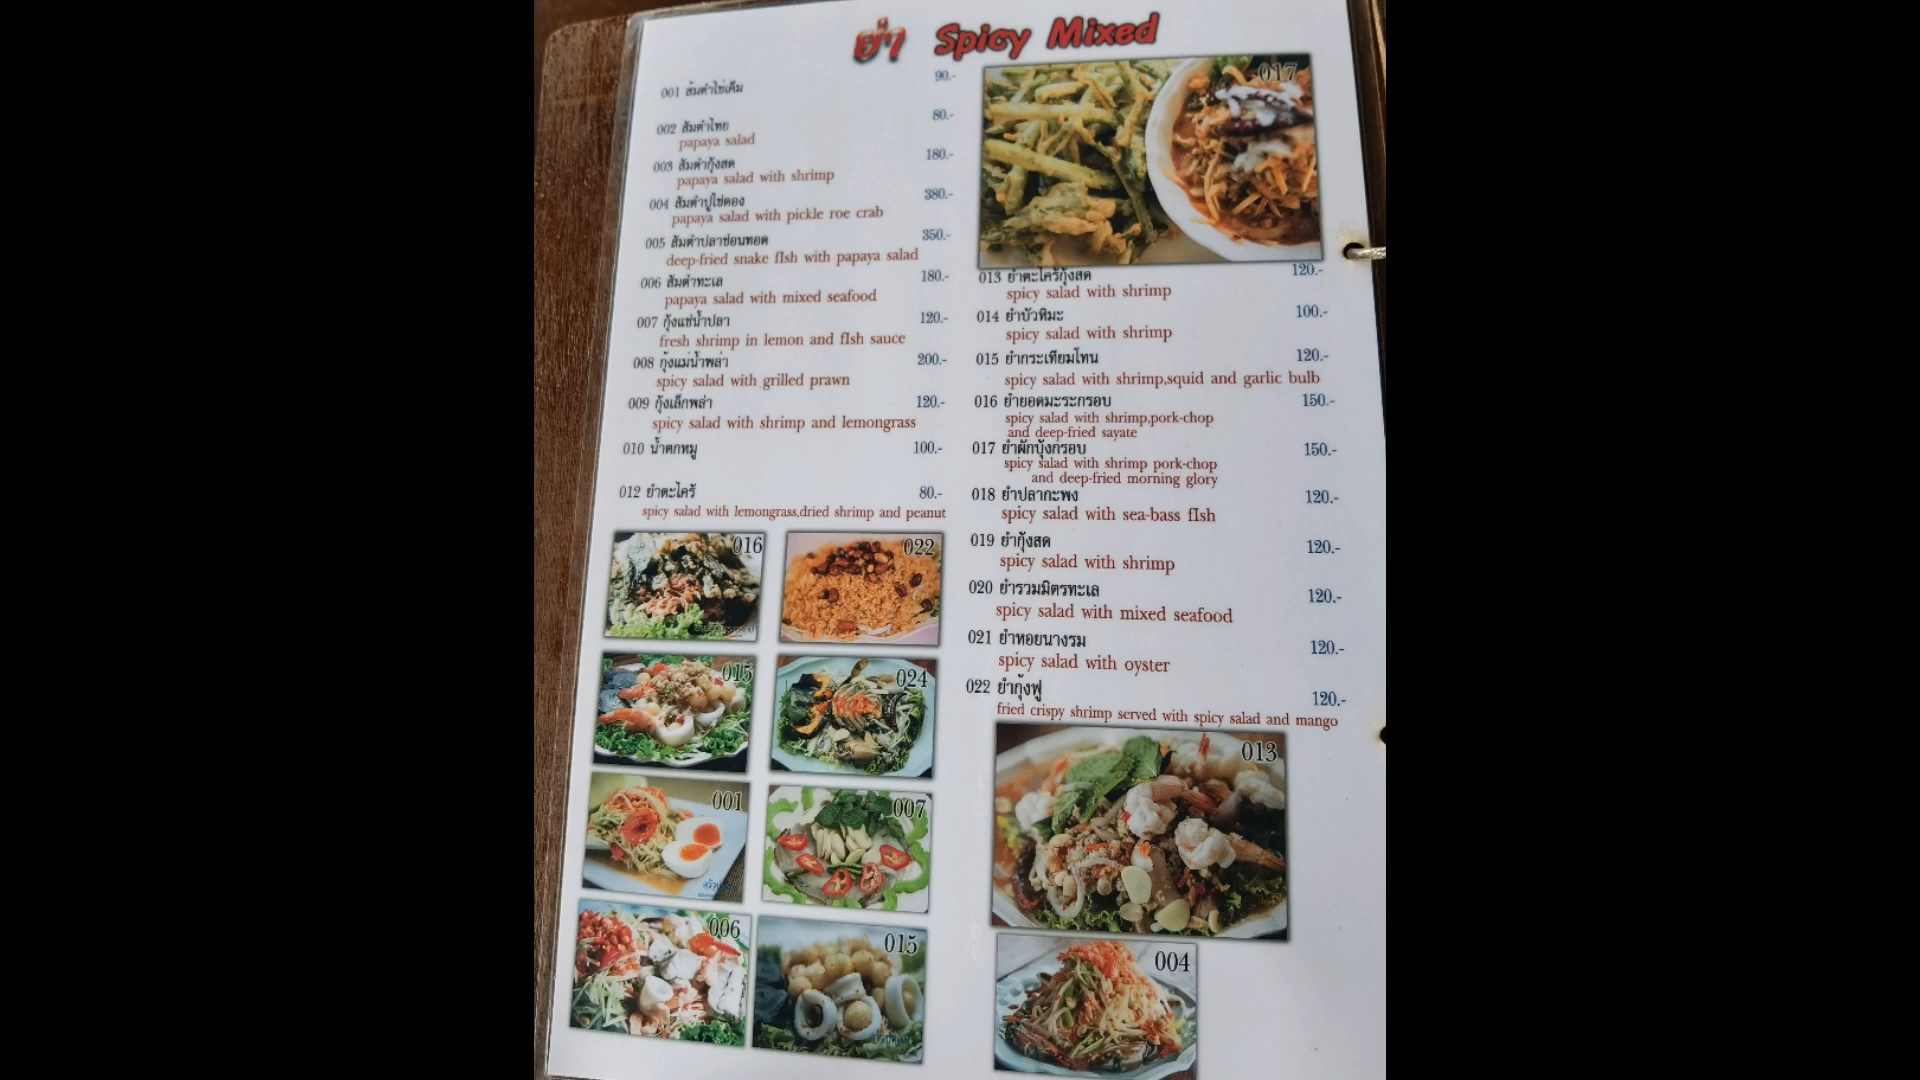 ยำ Spicy Mixed
001 ส้มตำไข่เค็ม 90.-
002 ส้มตำไทย 80.-
papaya salad
003 ส้มตำกุ้งสด 180.-
papaya salad with shrimp
004 ส้มตำปูไข่ดอง 380.-
papaya salad with pickle roe crab
005 ส้มตำปลาช่อนทอด 350.-
deep-fried snake fIsh with papaya salad
006 ส้มตำทะเล 180.-
papaya salad with mixed seafood
007 กุ้งแช่น้ำปลา 120.-
fresh shrimp in lemon and fIsh sauce
008 กุ้งแม่น้ำพล่า 200.-
spicy salad with grilled prawn
009 กุ้งเล็กพล่า 120.-
spicy salad with shrimp and lemongrass
010 น้ำตกหมู 100.-
012 ยำตะไคร้ 80.-
spicy salad with lemongrass,dried shrimp and peanut
016
022
015
024
001
007
006
015
017
013 ยำตะไคร้กุ้งสด 120.-
spicy salad with shrimp
014 ยำบัวหิมะ 100.-
spicy salad with shrimp
015 ยำกระเทียมโทน 120.-
spicy salad with shrimp,squid and garlic bulb
016 ยำยอดมะระกรอบ 150.-
spicy salad with shrimp,pork-chop
and deep-fried sayate
017 ยำผักบุ้งกรอบ 150.-
spicy salad with shrimp pork-chop
and deep-fried morning glory
018 ยำปลากะพง 120.-
spicy salad with sea-bass fIsh
019 ยำกุ้งสด 120.-
spicy salad with shrimp
020 ยำรวมมิตรทะเล 120.-
spicy salad with mixed seafood
021 ยำหอยนางรม 120.-
spicy salad with oyster
022 ยำกุ้งฟู 120.-
fried crispy shrimp served with spicy salad and mango
013
004